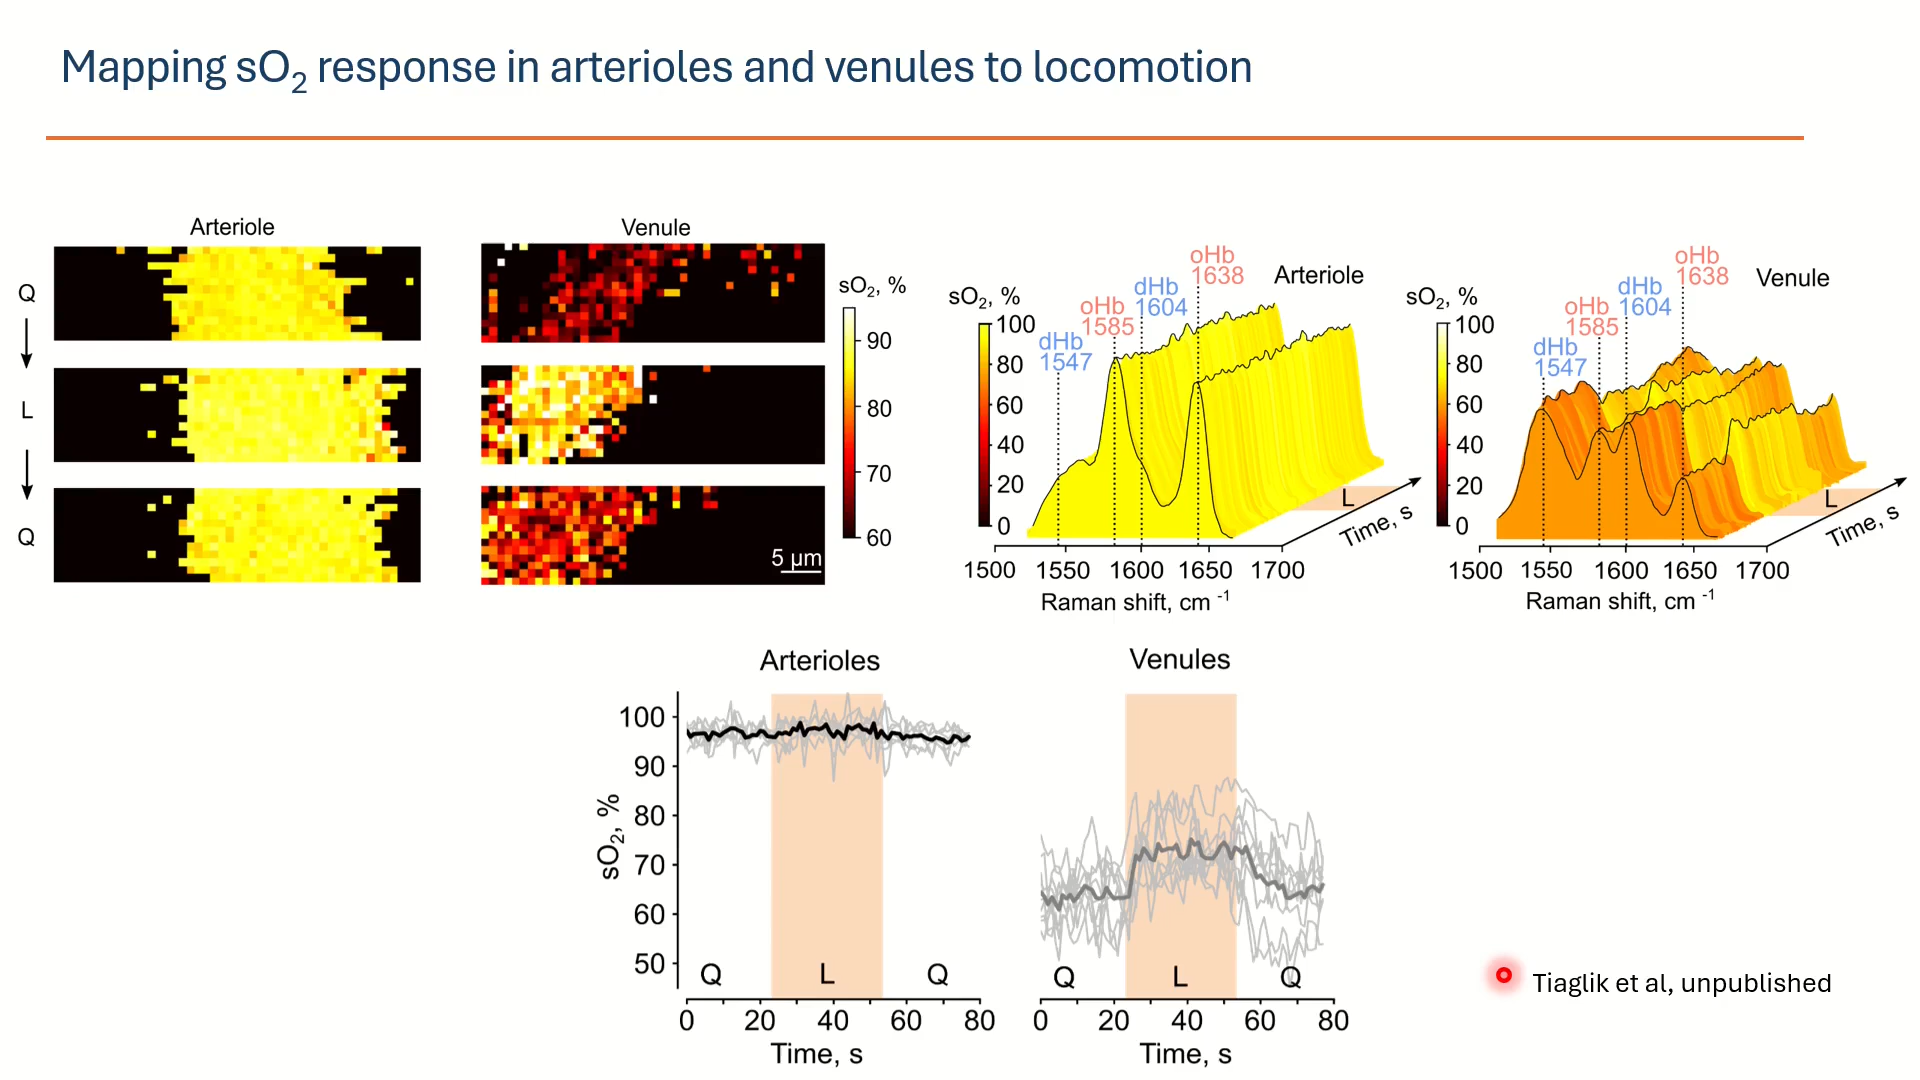 Mapping sO2 response in arterioles and venules to locomotion
Arteriole
Venule
Q
L
Q
sO2, %
90
80
70
60
5 µm
sO2, %
100
80
60
40
20
0
dHb
1547
oHb
1585
dHb
1604
oHb
1638
Arteriole
L
Time, s
1500 1550 1600 1650 1700
Raman shift, cm -1
sO2, %
100
80
60
40
20
0
dHb
1547
oHb
1585
dHb
1604
oHb
1638
Venule
L
Time, s
1500 1550 1600 1650 1700
Raman shift, cm -1
Arterioles
sO2, %
100
90
80
70
60
50
Q L Q
0 20 40 60 80
Time, s
Venules
Q L Q
0 20 40 60 80
Time, s
Tiaglik et al, unpublished